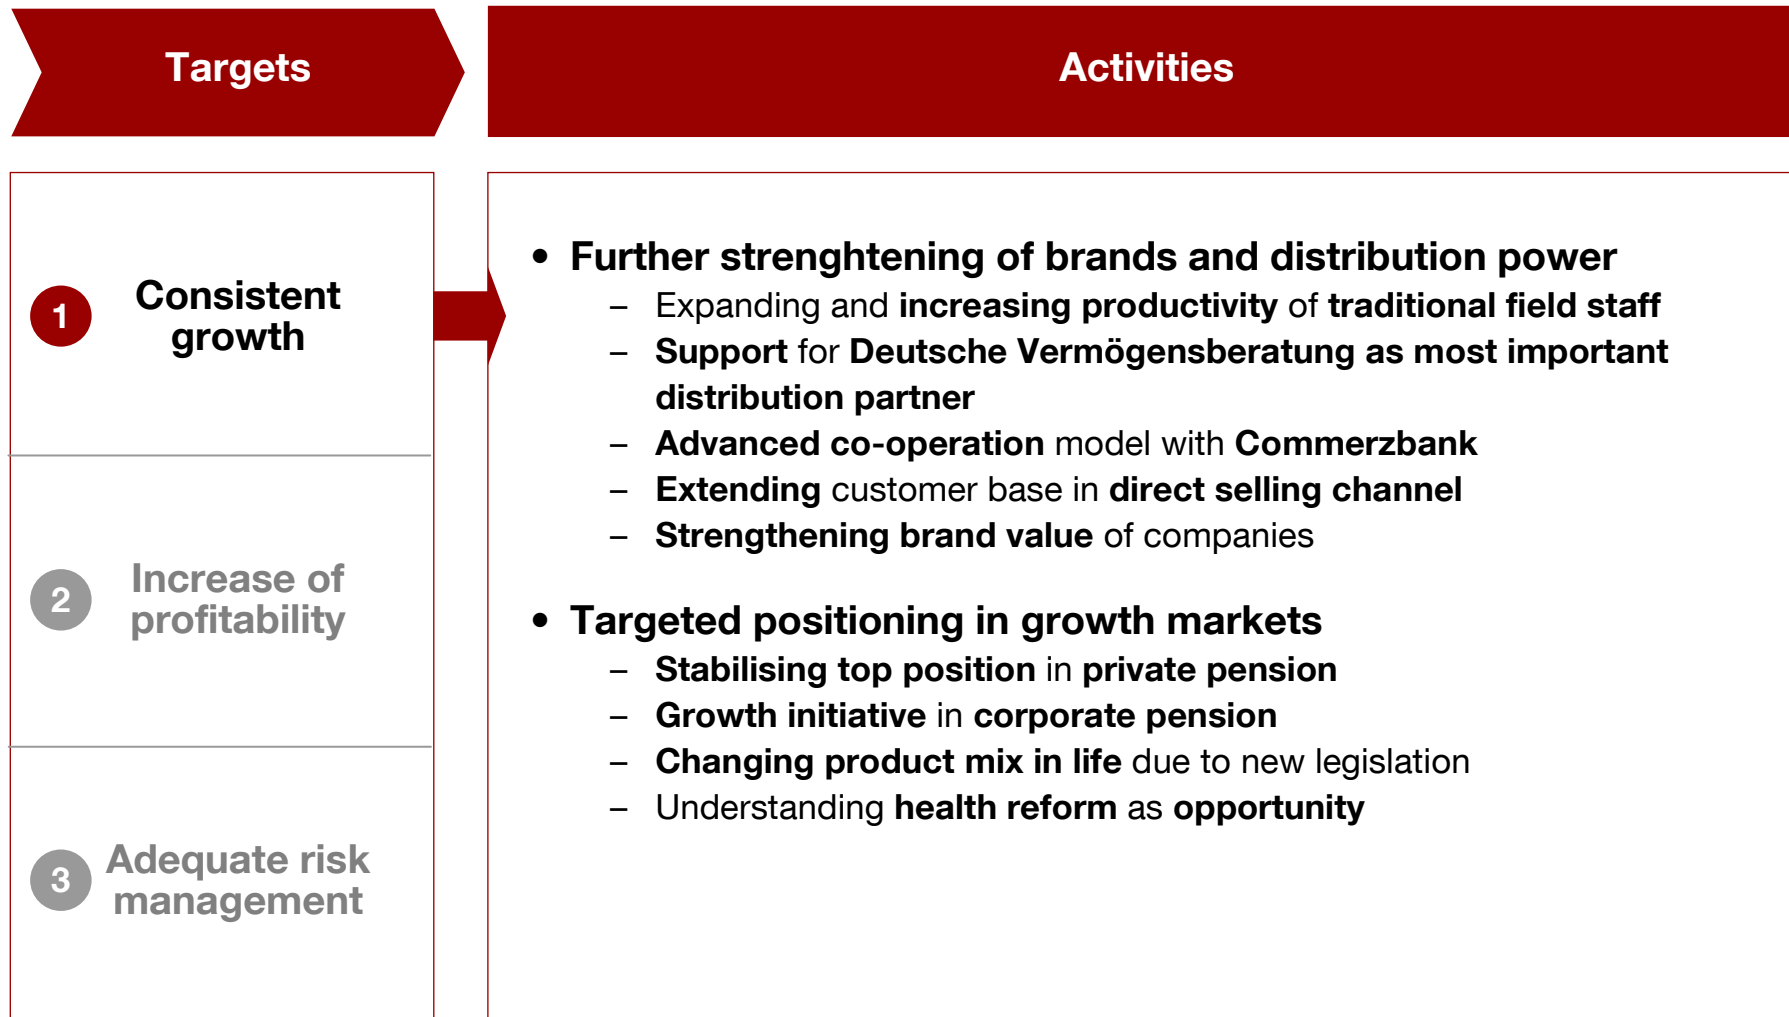 Targets
Activities
1
Consistent
growth
2
Increase of
profitability
3
Adequate risk
management
• Further strenghtening of brands and distribution power
– Expanding and increasing productivity of traditional field staff
– Support for Deutsche Vermögensberatung as most important
distribution partner
– Advanced co-operation model with Commerzbank
– Extending customer base in direct selling channel
– Strengthening brand value of companies
• Targeted positioning in growth markets
– Stabilising top position in private pension
– Growth initiative in corporate pension
– Changing product mix in life due to new legislation
– Understanding health reform as opportunity